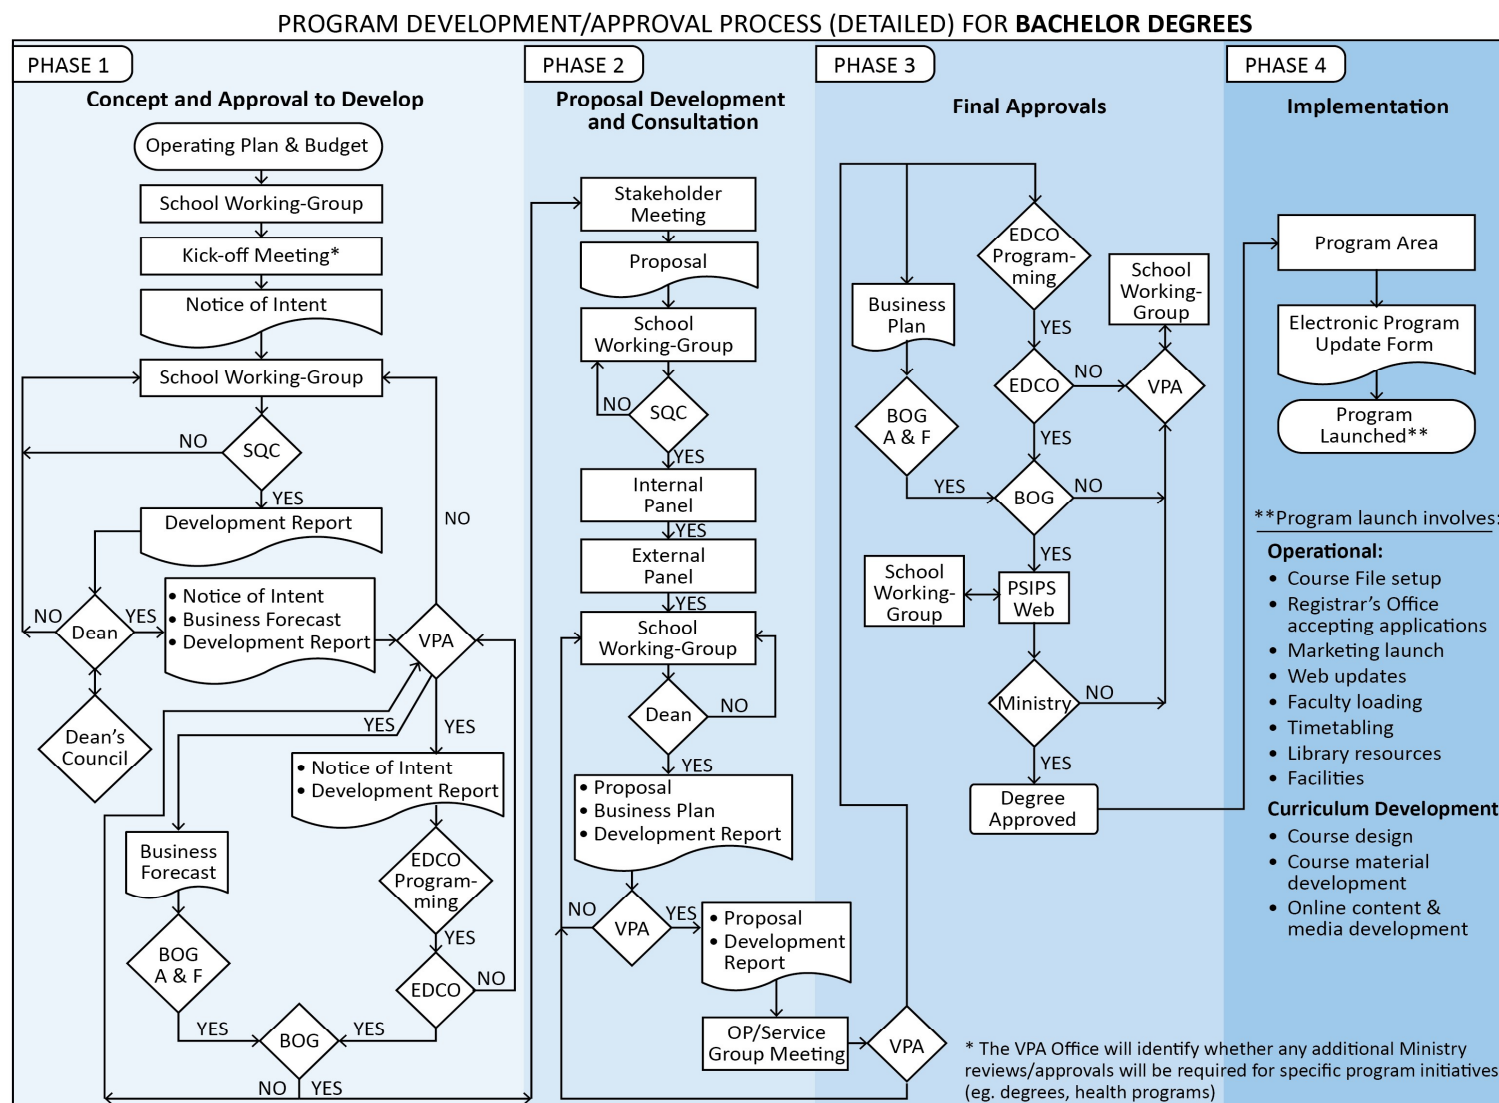 PROGRAM DEVELOPMENT/APPROVAL PROCESS (DETAILED) FOR BACHELOR DEGREES
PHASE 1
Concept and Approval to Develop
Operating Plan & Budget
School Working-Group
Kick-off Meeting*
Notice of Intent
School Working-Group
NO
SQC
YES
Development Report
NO
NO
Dean
YES
• Notice of Intent
• Business Forecast
• Development Report
VPA
Dean's
Council
YES
YES
• Notice of Intent
• Development Report
Business
Forecast
EDCO
Program-
ming
YES
BOG
A & F
EDCO
NO
YES
BOG
YES
NO
YES
PHASE 2
Proposal Development
and Consultation
Stakeholder
Meeting
Proposal
School
Working-Group
NO
SQC
YES
Internal
Panel
YES
External
Panel
YES
School
Working-Group
Dean
NO
YES
• Proposal
• Business Plan
• Development Report
NO
VPA
YES
• Proposal
• Development
Report
OP/Service
Group Meeting
VPA
PHASE 3
Final Approvals
EDCO
Program-
ming
School
Working-
Group
Business
Plan
YES
EDCO
NO
VPA
BOG
A & F
YES
YES
BOG
NO
YES
School
Working-
Group
PSIPS
Web
Ministry
NO
YES
Degree
Approved
PHASE 4
Implementation
Program Area
Electronic Program
Update Form
Program
Launched**
**Program launch involves:
Operational:
• Course File setup
• Registrar's Office
accepting applications
• Marketing launch
• Web updates
• Faculty loading
• Timetabling
• Library resources
• Facilities
Curriculum Development
• Course design
• Course material
development
• Online content &
media development
* The VPA Office will identify whether any additional Ministry
reviews/approvals will be required for specific program initiatives
(eg. degrees, health programs)